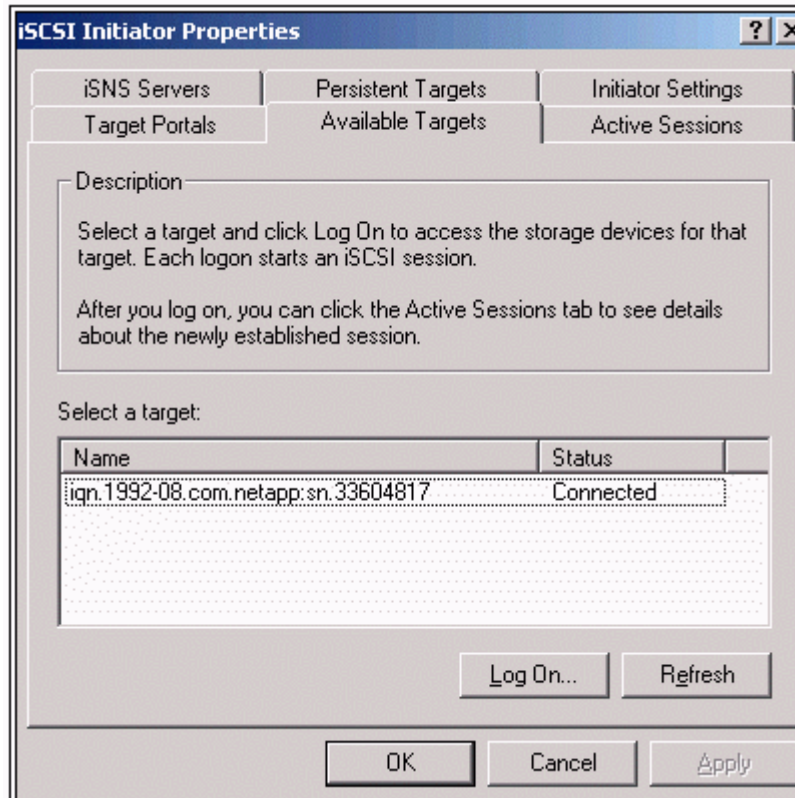 iSCSI Initiator Properties
iSNS Servers Persistent Targets Initiator Settings
Target Portals Available Targets Active Sessions
Description
Select a target and click Log On to access the storage devices for that
target. Each logon starts an iSCSI session.
After you log on, you can click the Active Sessions tab to see details
about the newly established session.
Select a target:
Name Status
iqn.1992-08.com.netapp:sn.33604817 Connected
Log On... Refresh
OK Cancel Apply